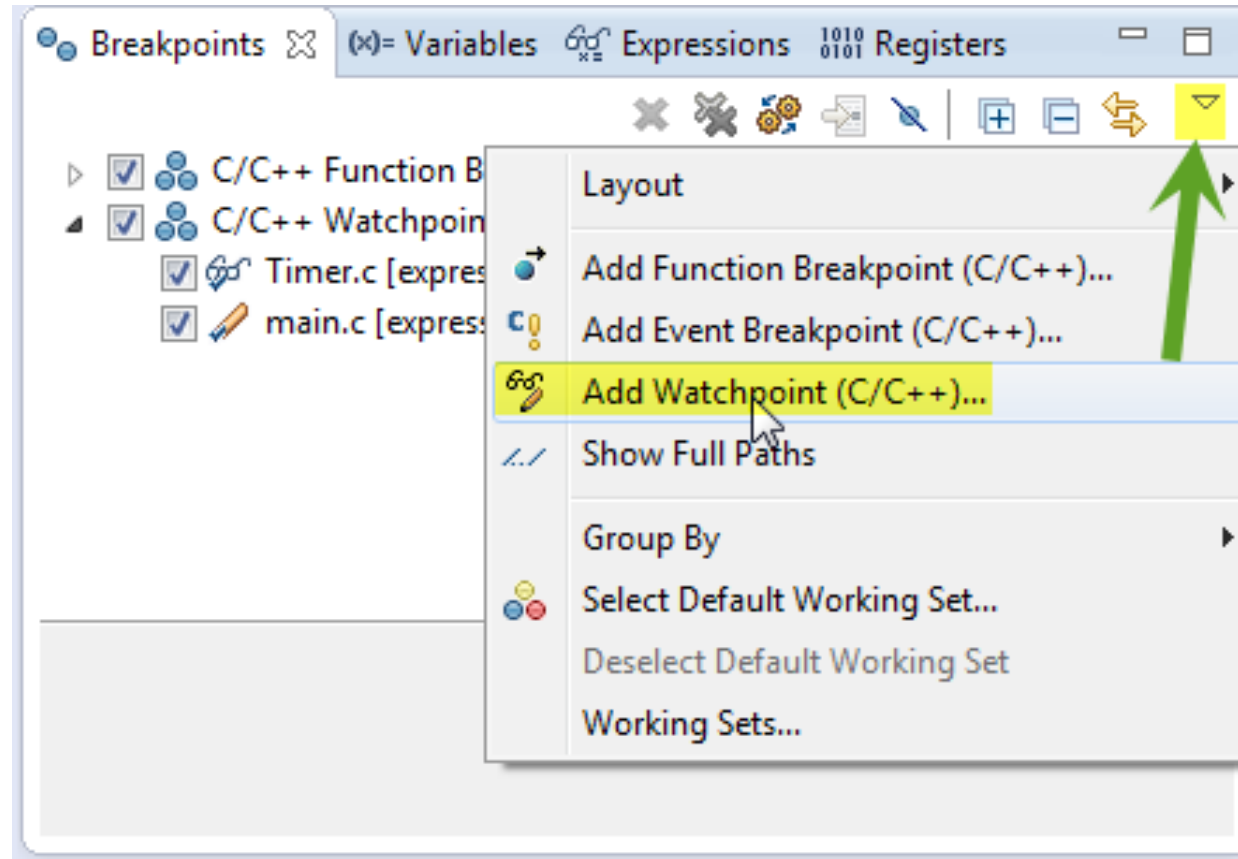 Breakpoints (x)= Variables Expressions 1010 0101 Registers
C/C++ Function B
C/C++ Watchpoin
Timer.c [expres
main.c [express
Layout
Add Function Breakpoint (C/C++)...
Add Event Breakpoint (C/C++)...
Add Watchpoint (C/C++)...
Show Full Paths
Group By
Select Default Working Set...
Deselect Default Working Set
Working Sets...